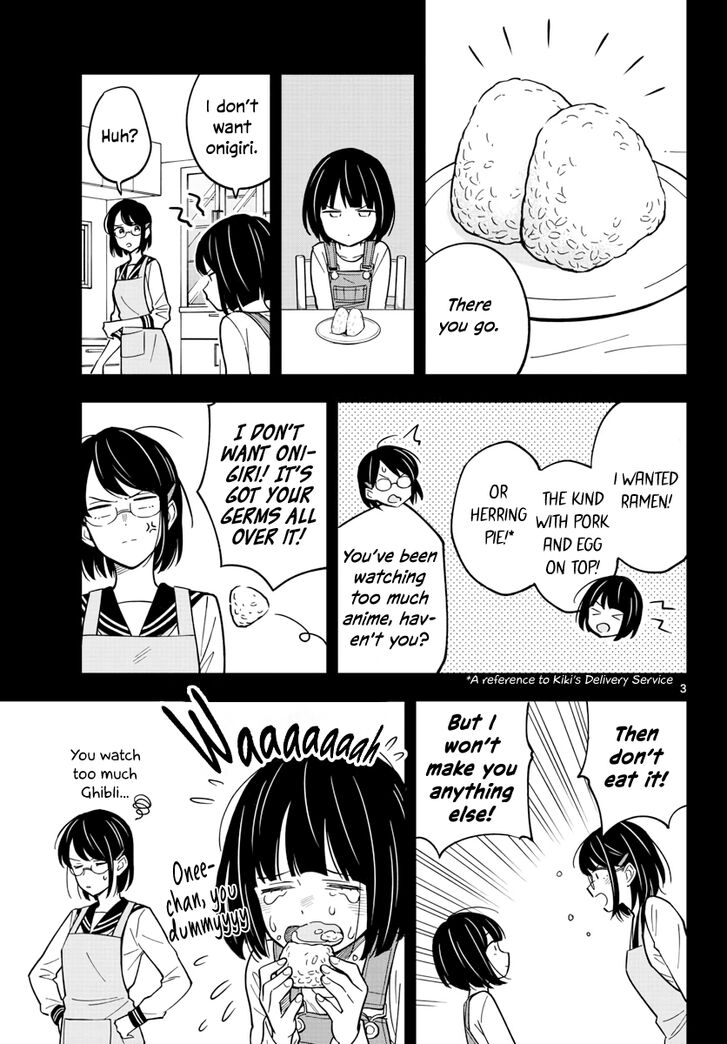 There
you go.
I don't
want
onigiri.
Huh?
I WANTED
RAMEN!
THE KIND
WITH PORK
AND EGG
ON TOP!
OR
HERRING
PIE!*
You've been
watching
too much
anime, hav-
en't you?
*A reference to Kiki's Delivery Service
I DON'T
WANT ONI-
GIRI! IT'S
GOT YOUR
GERMS ALL
OVER IT!
3
Then
don't
eat it!
But I
won't
make you
anything
else!
Waaaaaaaah
Onee-
chan, you
dummyyyy
You watch
too much
Ghibli...